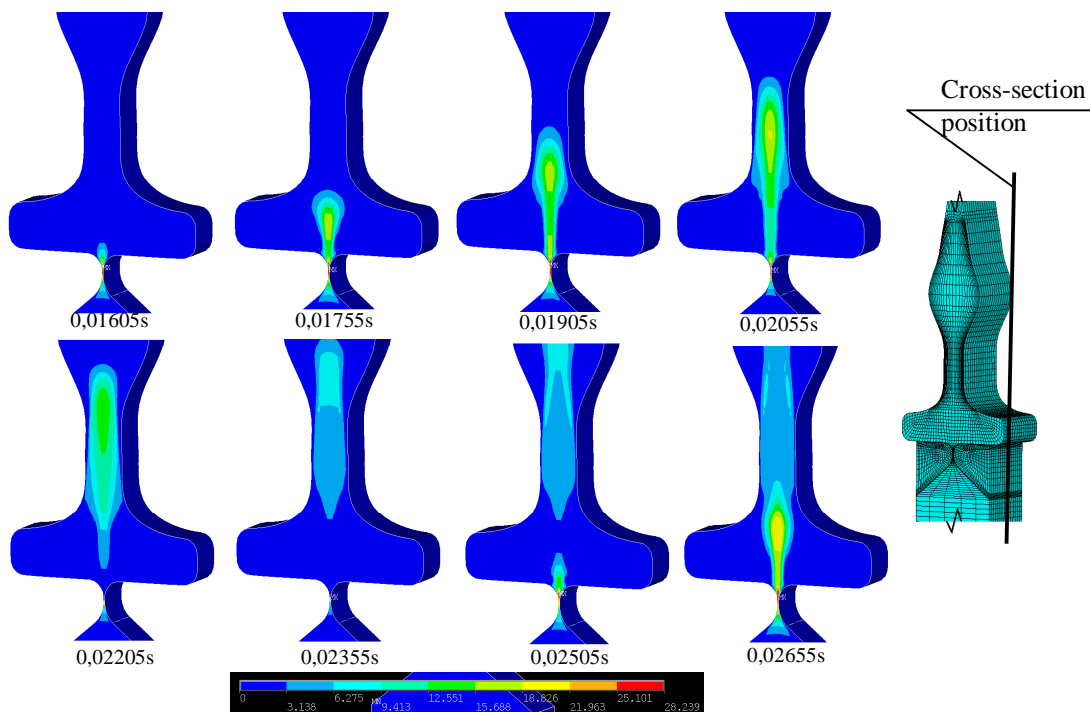 Cross-section
position
0,01605s
0,01755s
0,01905s
0,02055s
0,02205s
0,02355s
0,02505s
0,02655s
0 6.275 12.551 18.826 25.101
3.138 9.413 15.688 21.963 28.239